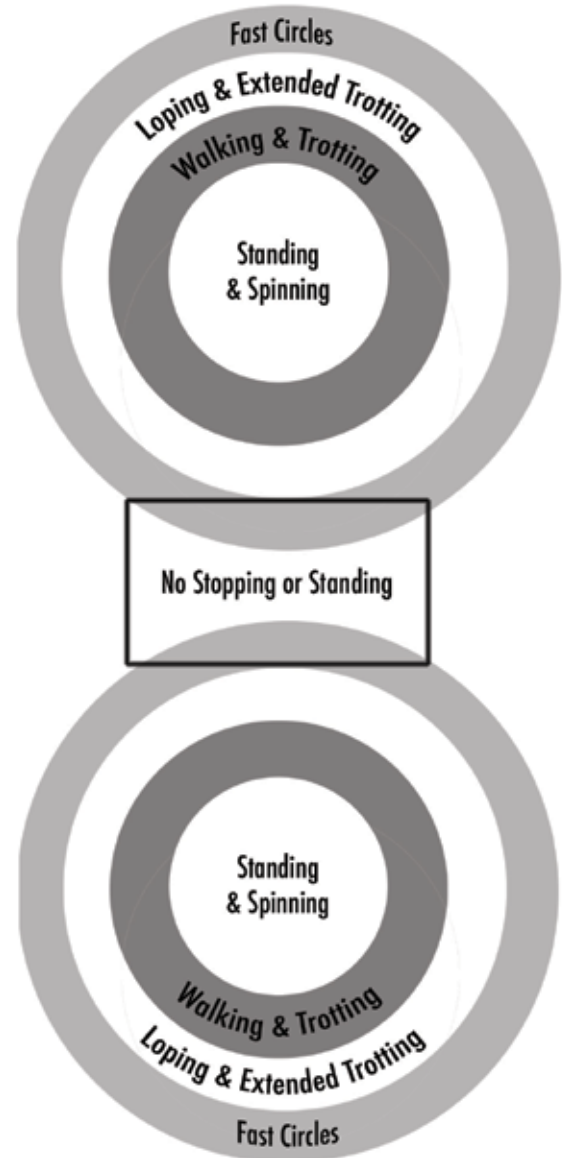 Fast Circles
Loping & Extended Trotting
Walking & Trotting
Standing
& Spinning
No Stopping or Standing
Standing
& Spinning
Walking & Trotting
Loping & Extended Trotting
Fast Circles